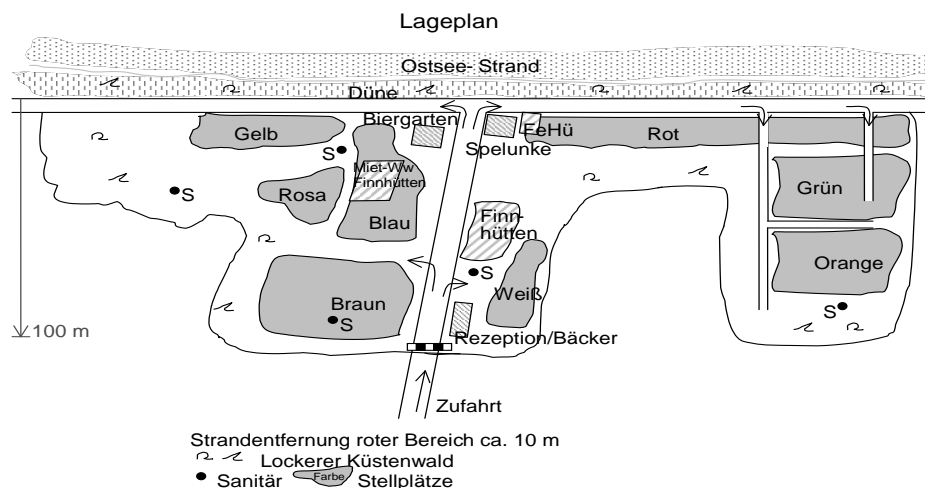 Lageplan
Ostsee- Strand
Düne
Biergarten
FeHü
Gelb
Rot
Spelunke
S
Miet-Ww
Finnhütten
S
Rosa
Grün
Blau
Finn-
hütten
Orange
S
Weiß
Braun
S
S
100 m
Rezeption/Bäcker
Zufahrt
Strandentfernung roter Bereich ca. 10 m
Lockerer Küstenwald
Sanitär
Farbe
Stellplätze